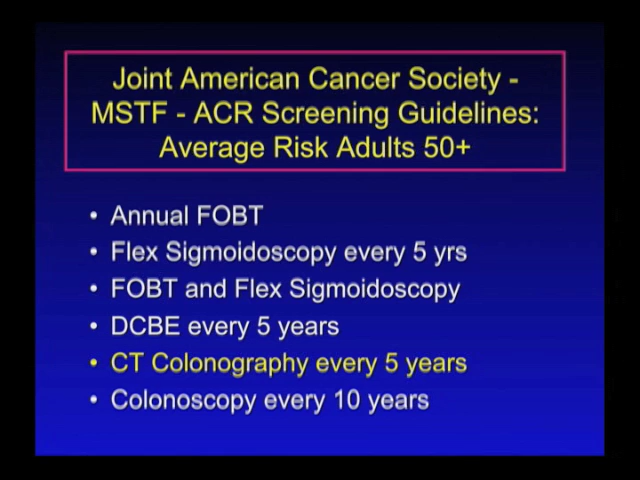 Joint American Cancer Society -
MSTF - ACR Screening Guidelines:
Average Risk Adults 50+
• Annual FOBT
• Flex Sigmoidoscopy every 5 yrs
• FOBT and Flex Sigmoidoscopy
• DCBE every 5 years
• CT Colonography every 5 years
• Colonoscopy every 10 years